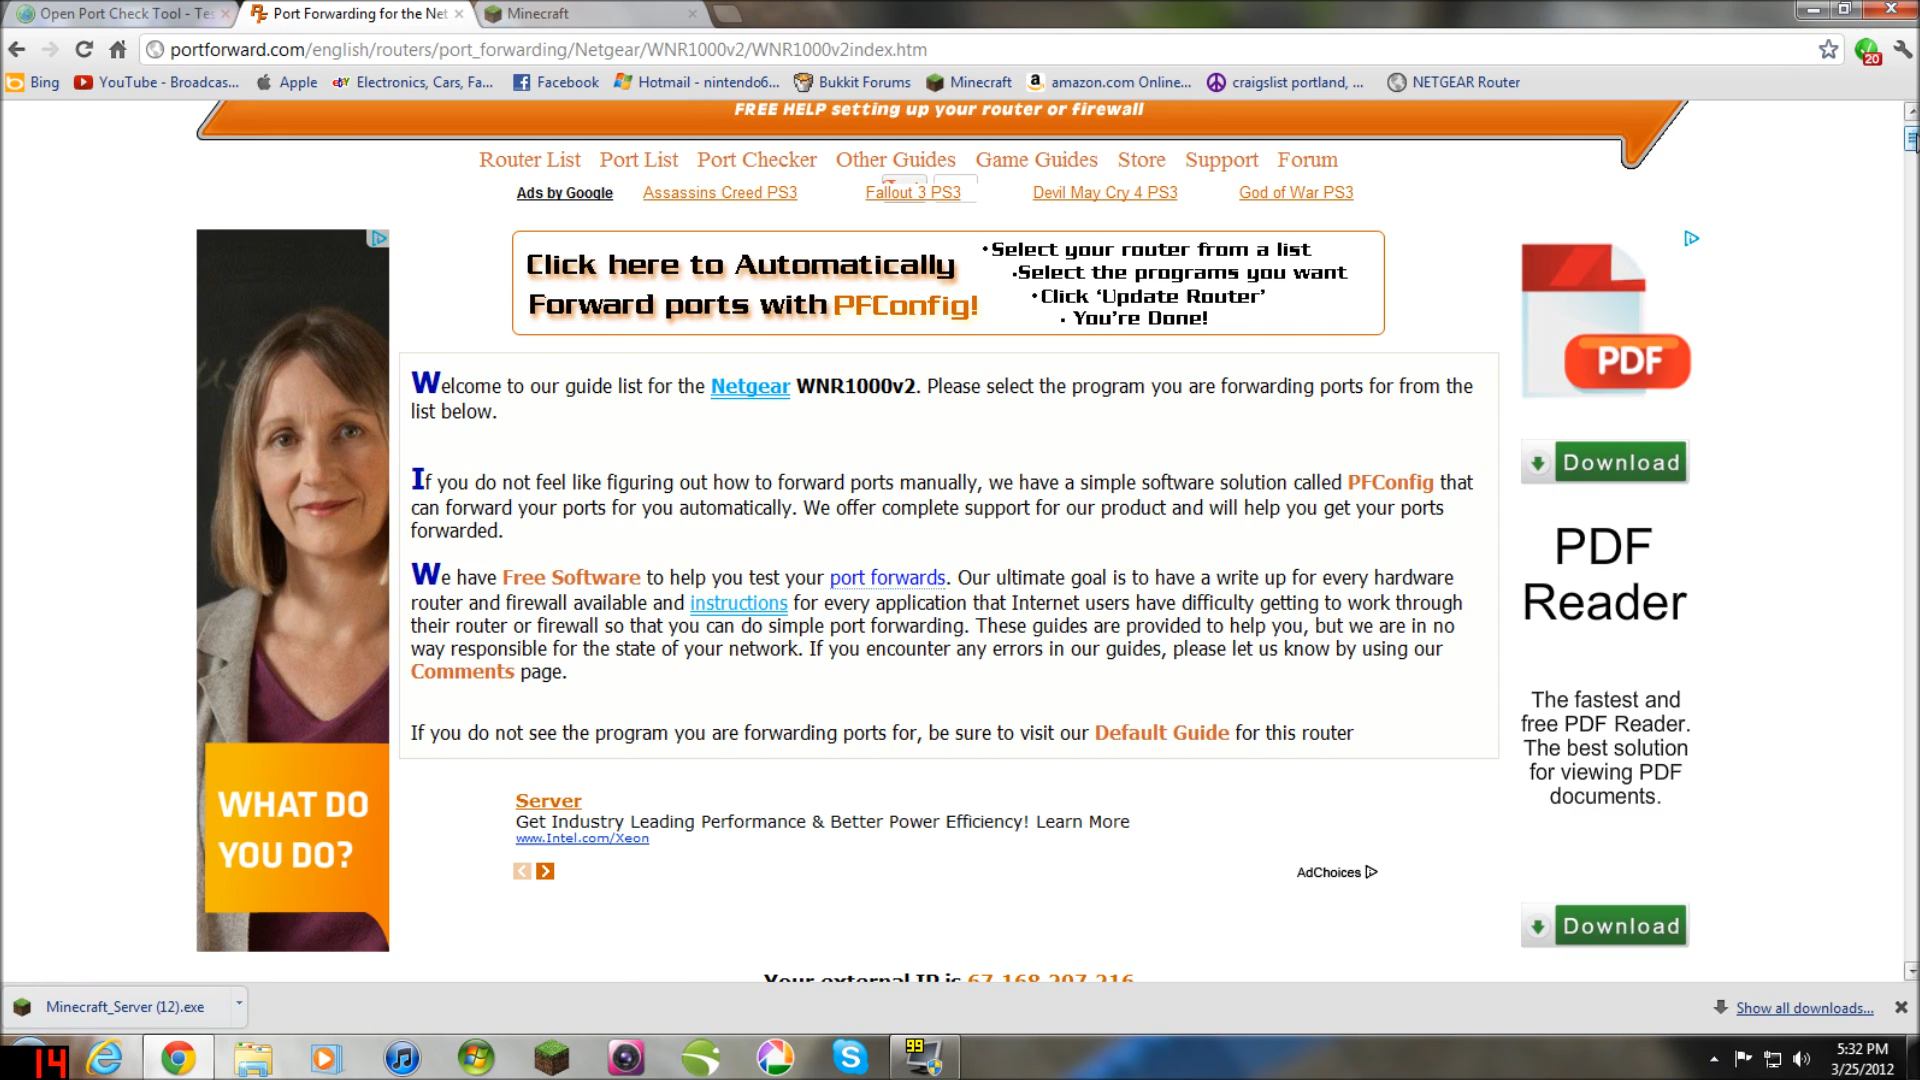 Open Port Check Tool - Tes
Port Forwarding for the Net
Minecraft
portforward.com/english/routers/port_forwarding/Netgear/WNR1000v2/WNR1000v2index.htm
20
Bing
YouTube - Broadcas...
Apple
Electronics, Cars, Fa...
Facebook
Hotmail - nintendo6...
Bukkit Forums
Minecraft
amazon.com Online...
craigslist portland, ...
NETGEAR Router
FREE HELP setting up your router or firewall
Router List Port List Port Checker Other Guides Game Guides Store Support Forum
Ads by Google Assassins Creed PS3 Fallout 3 PS3 Devil May Cry 4 PS3 God of War PS3
Click here to Automatically
Forward ports with PFConfig!
•Select your router from a list
•Select the programs you want
•Click ‘Update Router’
• You're Done!
Welcome to our guide list for the Netgear WNR1000v2. Please select the program you are forwarding ports for from the
list below.
If you do not feel like figuring out how to forward ports manually, we have a simple software solution called PFConfig that
can forward your ports for you automatically. We offer complete support for our product and will help you get your ports
forwarded.
We have Free Software to help you test your port forwards. Our ultimate goal is to have a write up for every hardware
router and firewall available and instructions for every application that Internet users have difficulty getting to work through
their router or firewall so that you can do simple port forwarding. These guides are provided to help you, but we are in no
way responsible for the state of your network. If you encounter any errors in our guides, please let us know by using our
Comments page.
If you do not see the program you are forwarding ports for, be sure to visit our Default Guide for this router
WHAT DO
YOU DO?
PDF
Download
PDF
Reader
The fastest and
free PDF Reader.
The best solution
for viewing PDF
documents.
Download
Server
Get Industry Leading Performance & Better Power Efficiency! Learn More
www.Intel.com/Xeon
AdChoices
Your external IP is 67.168.207.216
Minecraft_Server (12).exe
Show all downloads...
14
99
5:32 PM
3/25/2012